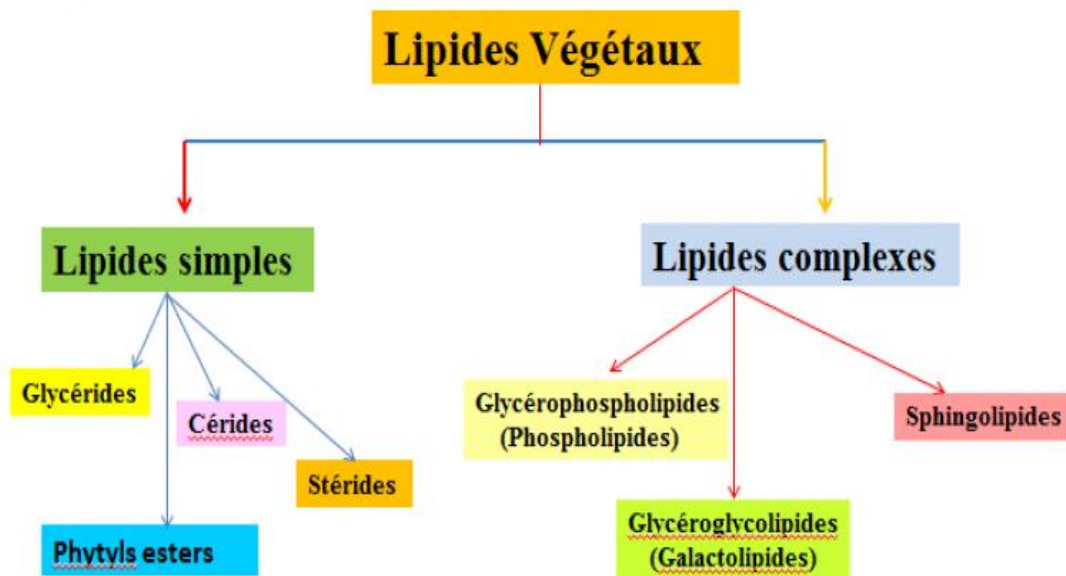 Lipides Végétaux
Lipides simples
Lipides complexes
Glycérides
Cérides
Stérides
Phytyls esters
Glycérophospholipides
(Phospholipides)
Sphingolipides
Glycéroglycolipides
(Galactolipides)